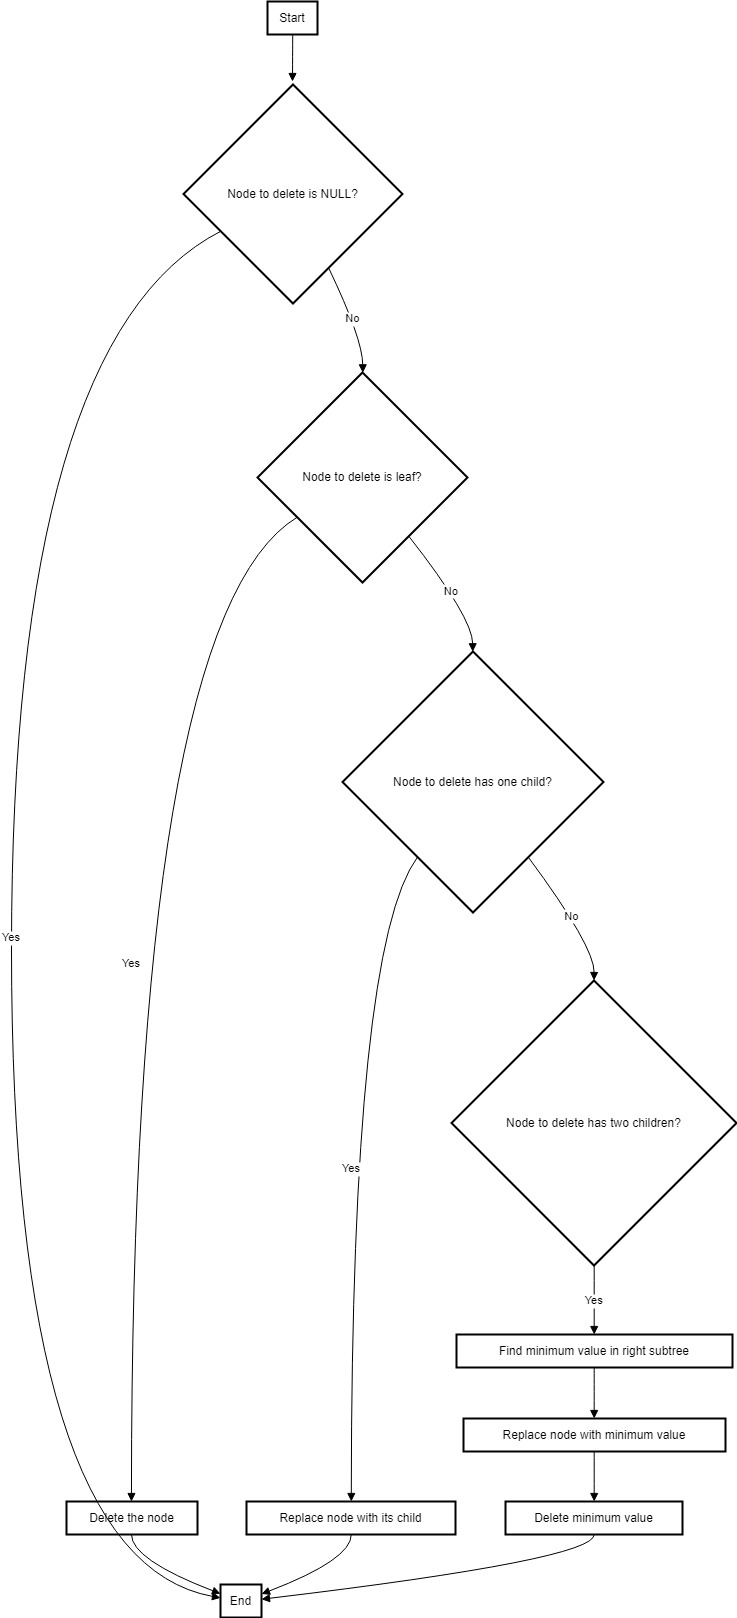 Start
Node to delete is NULL?
No
Node to delete is leaf?
No
Node to delete has one child?
No
Yes
Yes
Node to delete has two children?
Yes
Yes
Find minimum value in right subtree
Replace node with minimum value
Delete the node
Replace node with its child
Delete minimum value
End